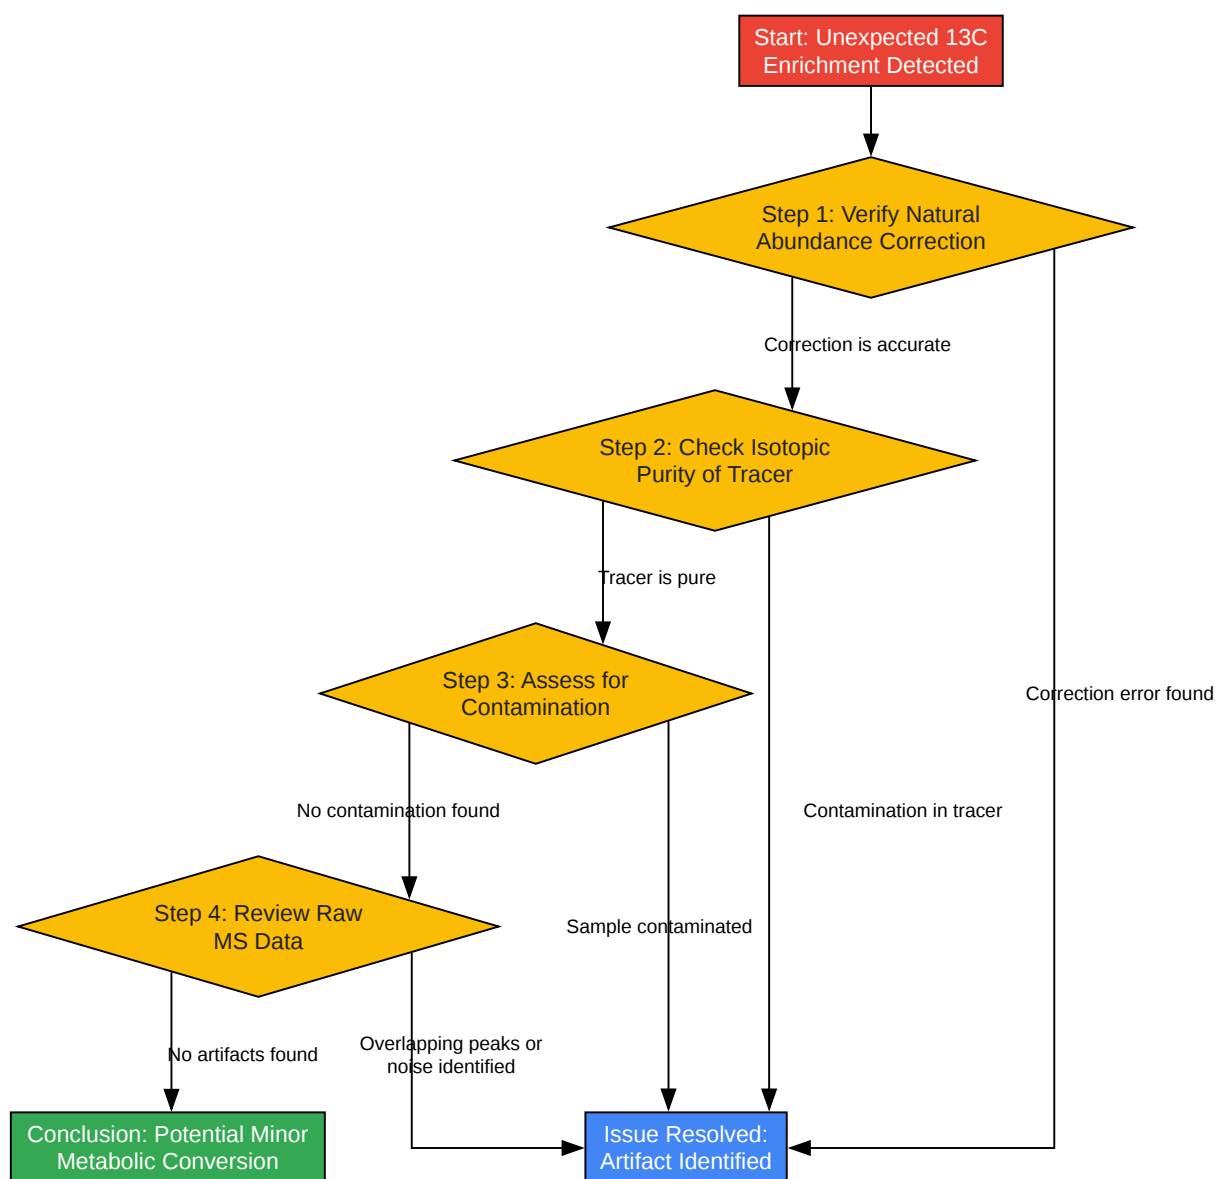 Start: Unexpected 13C
Enrichment Detected
Step 1: Verify Natural
Abundance Correction
Correction is accurate
Step 2: Check Isotopic
Purity of Tracer
Tracer is pure
Step 3: Assess for
Contamination
Correction error found
No contamination found
Contamination in tracer
Step 4: Review Raw
MS Data
Sample contaminated
No artifacts found
Overlapping peaks or
noise identified
Conclusion: Potential Minor
Metabolic Conversion
Issue Resolved:
Artifact Identified